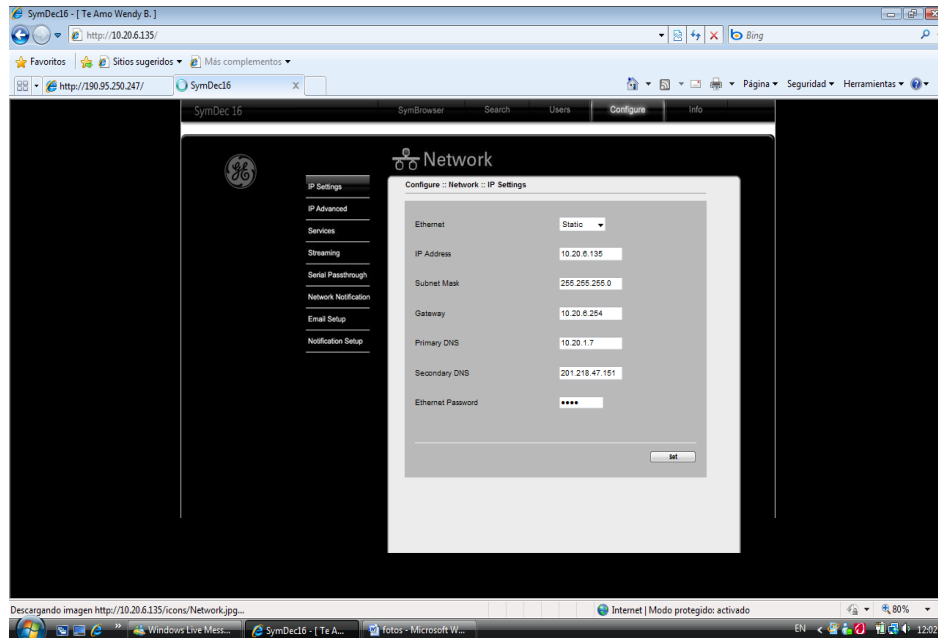 SymDec16 - [ Te Amo Wendy B. ]
http://10.20.6.135/
Bing
Favoritos Sitios sugeridos Más complementos
http://190.95.250.247/ SymDec16 X Página Seguridad Herramientas
SymDec 16 SymBrowser Search Users Configure Info
Network
Configure :: Network :: IP Settings
IP Settings
IP Advanced
Services
Streaming
Serial Passthrough
Network Notification
Email Setup
Notification Setup
Ethernet Static
IP Address 10.20.6.135
Subnet Mask 255.255.255.0
Gateway 10.20.6.254
Primary DNS 10.20.1.7
Secondary DNS 201.218.47.151
Ethernet Password ••••
Set
Descargando imagen http://10.20.6.135/icons/Network.jpg... Internet | Modo protegido: activado 80%
Windows Live Mess... SymDec16 - [ Te A... fotos - Microsoft W... EN 12:02